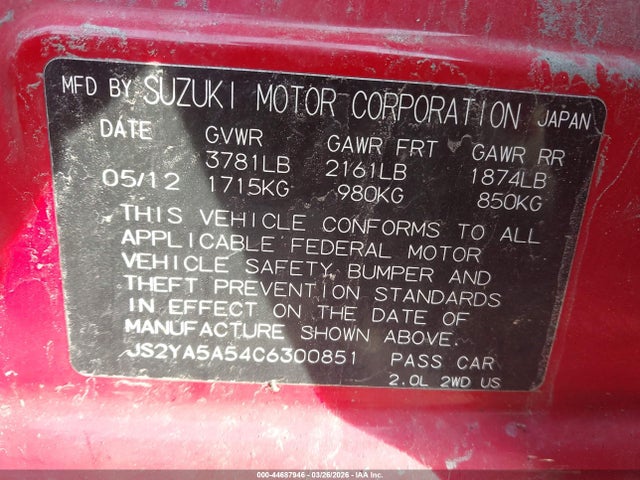 MFD BY SUZUKI MOTOR CORPORATION JAPAN
DATE GVWR GAWR FRT GAWR RR
3781LB 2161LB 1874LB
05/12 1715KG 980KG 850KG
THIS VEHICLE CONFORMS TO ALL
APPLICABLE FEDERAL MOTOR
VEHICLE SAFETY, BUMPER AND
THEFT PREVENTION STANDARDS
IN EFFECT ON THE DATE OF
MANUFACTURE SHOWN ABOVE.
JS2YA5A54C6300851 PASS CAR
2.0L 2WD US
000-44687946 - 03/26/2026 - IAA Inc.